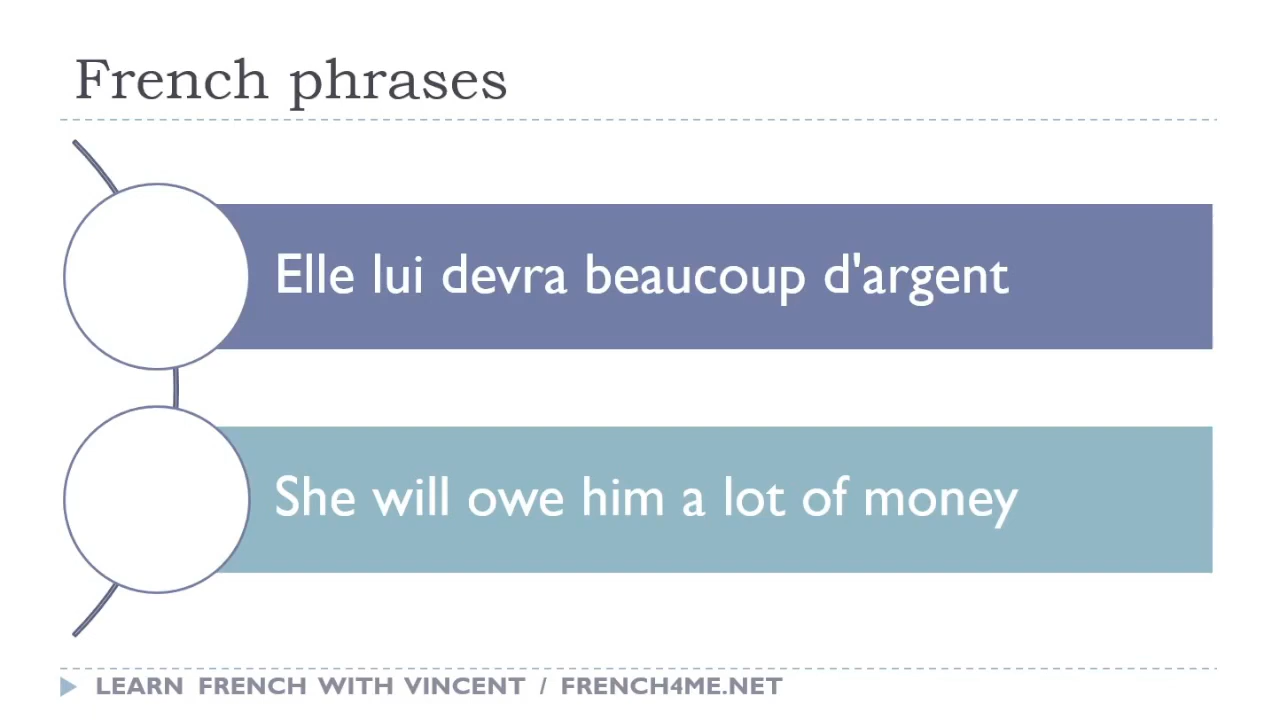 French phrases
Elle lui devra beaucoup d'argent
She will owe him a lot of money
LEARN FRENCH WITH VINCENT / FRENCH4ME.NET